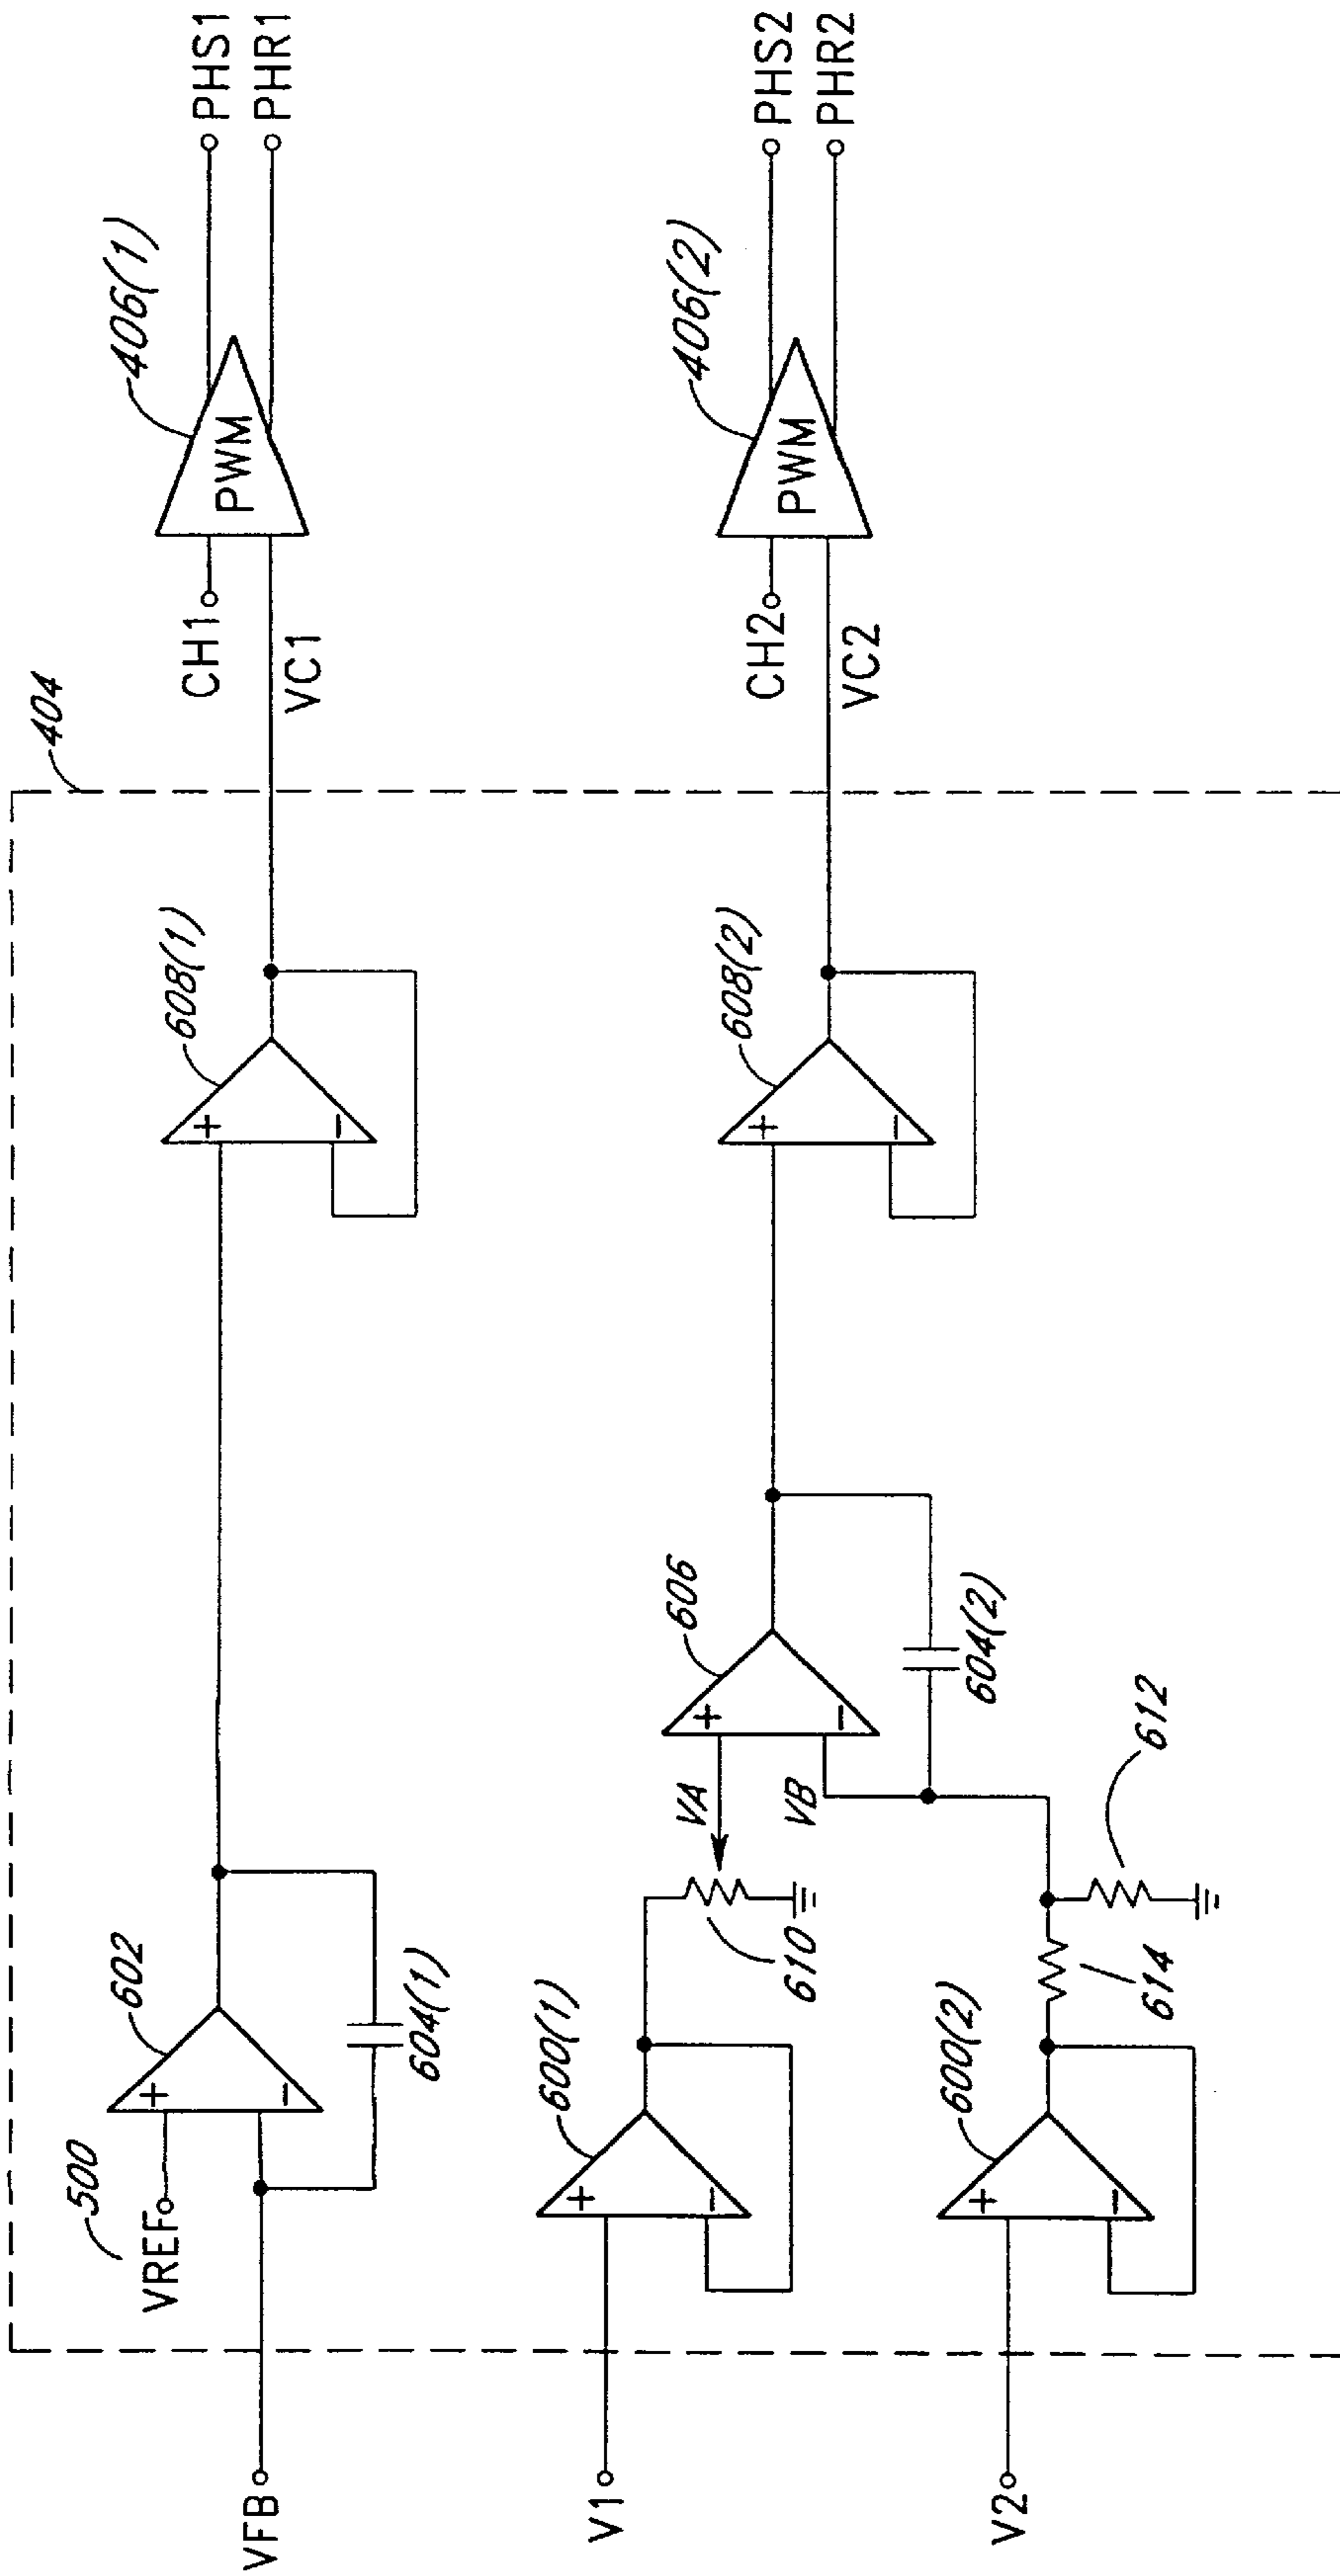 404
500
VREF
VFB
602
+
−
604(1)
608(1)
+
−
CH1
VC1
406(1)
PWM
PHS1
PHR1
V1
600(1)
+
−
610
VA
VB
606
+
−
604(2)
608(2)
+
−
CH2
VC2
406(2)
PWM
PHS2
PHR2
V2
600(2)
+
−
614
612